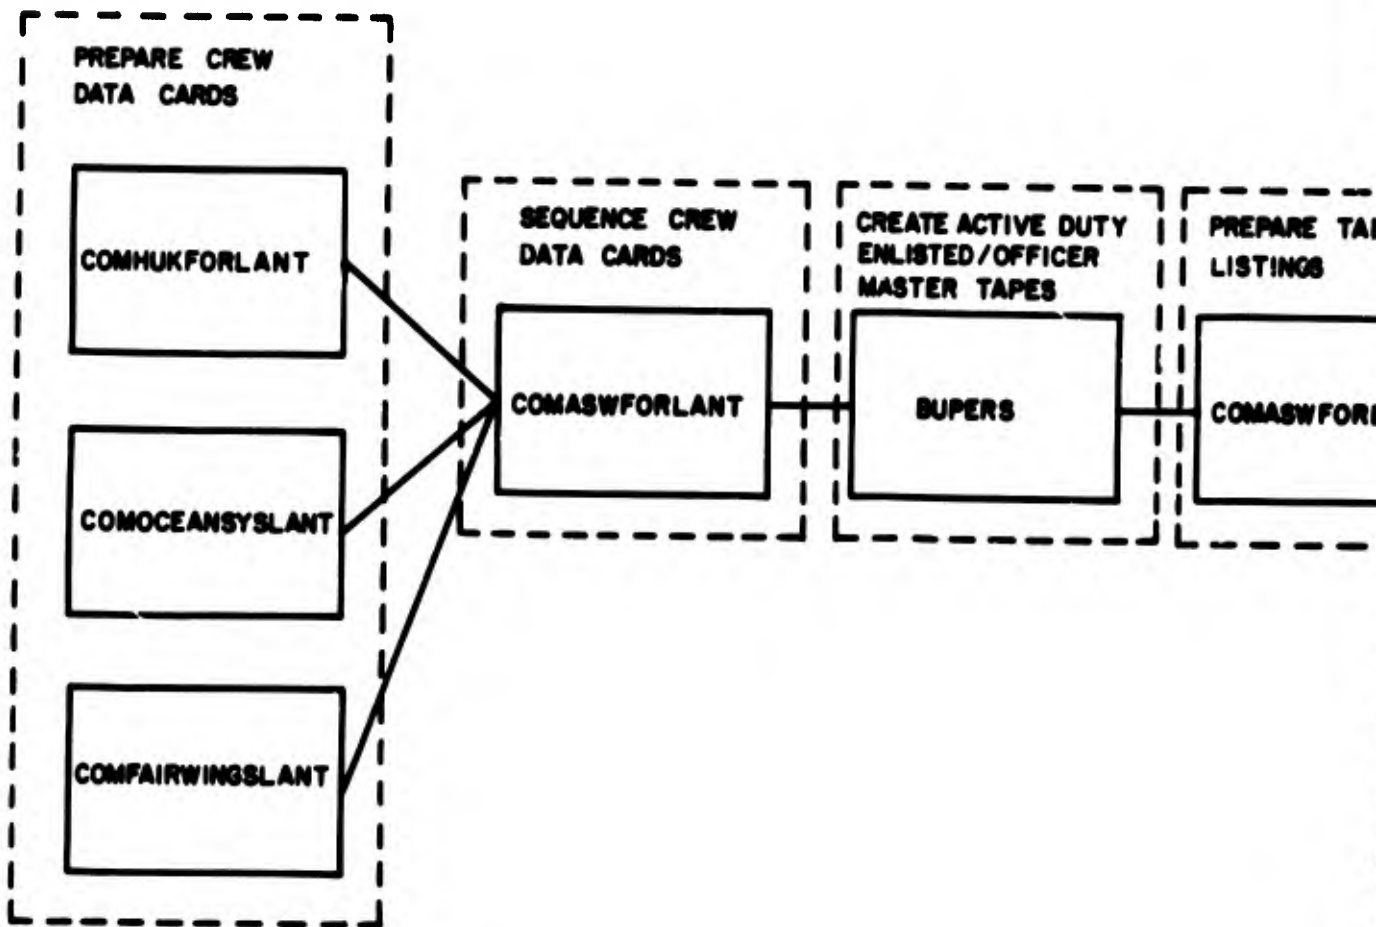 PREPARE CREW
DATA CARDS
COMHUKFORLANT
COMOCEANSYSLANT
COMFAIRWINGSLANT
SEQUENCE CREW
DATA CARDS
COMASWFORLANT
CREATE ACTIVE DUTY
ENLISTED/OFFICER
MASTER TAPES
BUPERS
PREPARE
LISTINGS